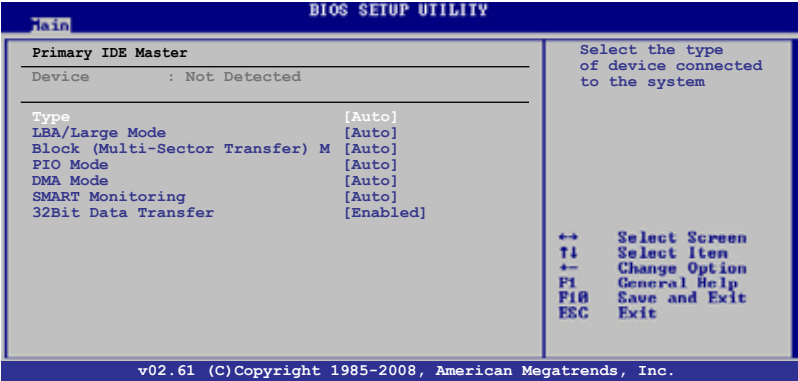 BIOS SETUP UTILITY
Main
Primary IDE Master
Device : Not Detected
Type [Auto]
LBA/Large Mode [Auto]
Block (Multi-Sector Transfer) M [Auto]
PIO Mode [Auto]
DMA Mode [Auto]
SMART Monitoring [Auto]
32Bit Data Transfer [Enabled]
Select the type
of device connected
to the system
↔ Select Screen
↑↓ Select Item
+- Change Option
F1 General Help
F10 Save and Exit
ESC Exit
v02.61 (C)Copyright 1985-2008, American Megatrends, Inc.